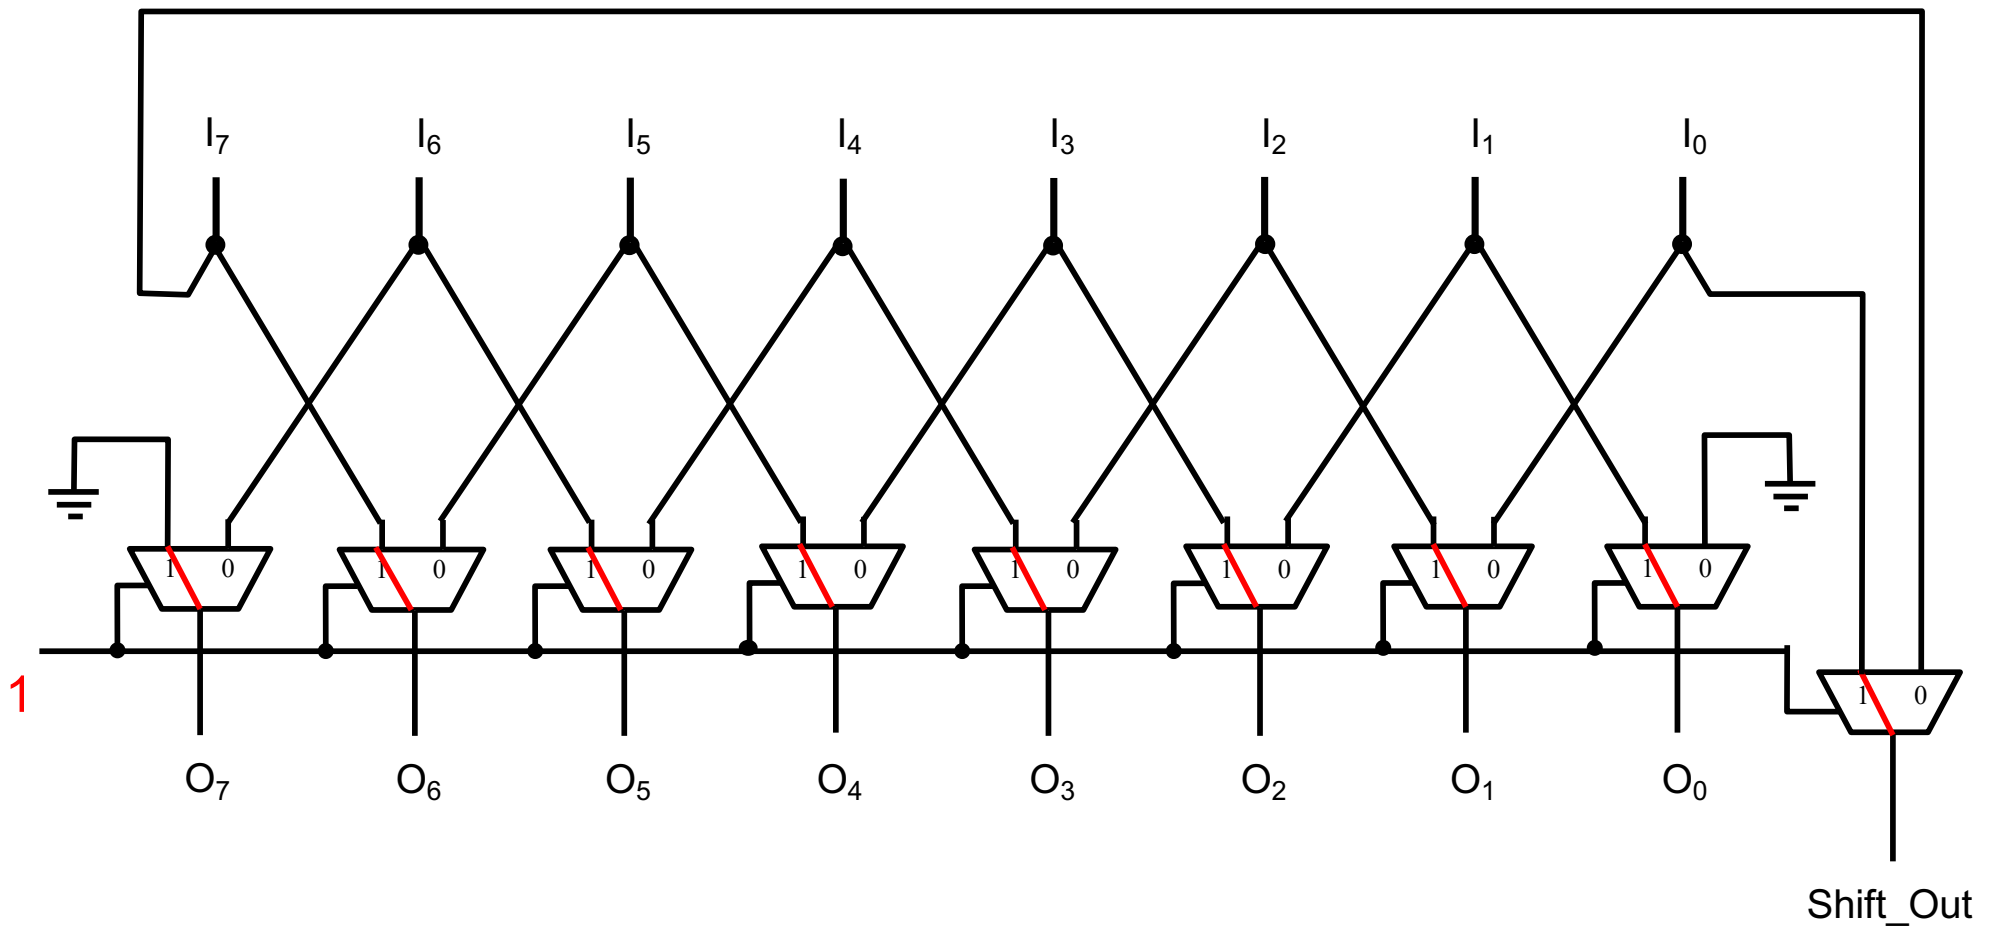 I7 I6 I5 I4 I3 I2 I1 I0
1 0 1 0 1 0 1 0 1 0 1 0 1 0 1 0
1 1 0
O7 O6 O5 O4 O3 O2 O1 O0
Shift_Out